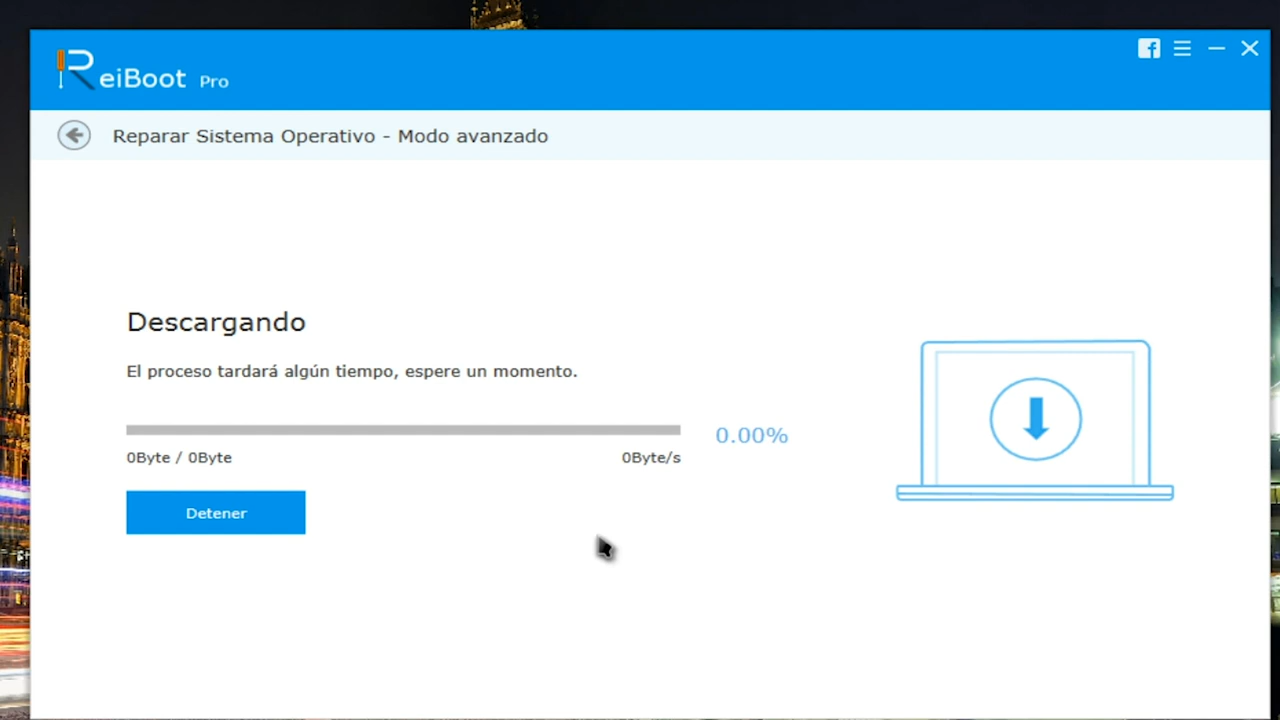 ReiBoot Pro
Reparar Sistema Operativo - Modo avanzado
Descargando
El proceso tardará algún tiempo, espere un momento.
0.00%
0Byte / 0Byte 0Byte/s
Detener